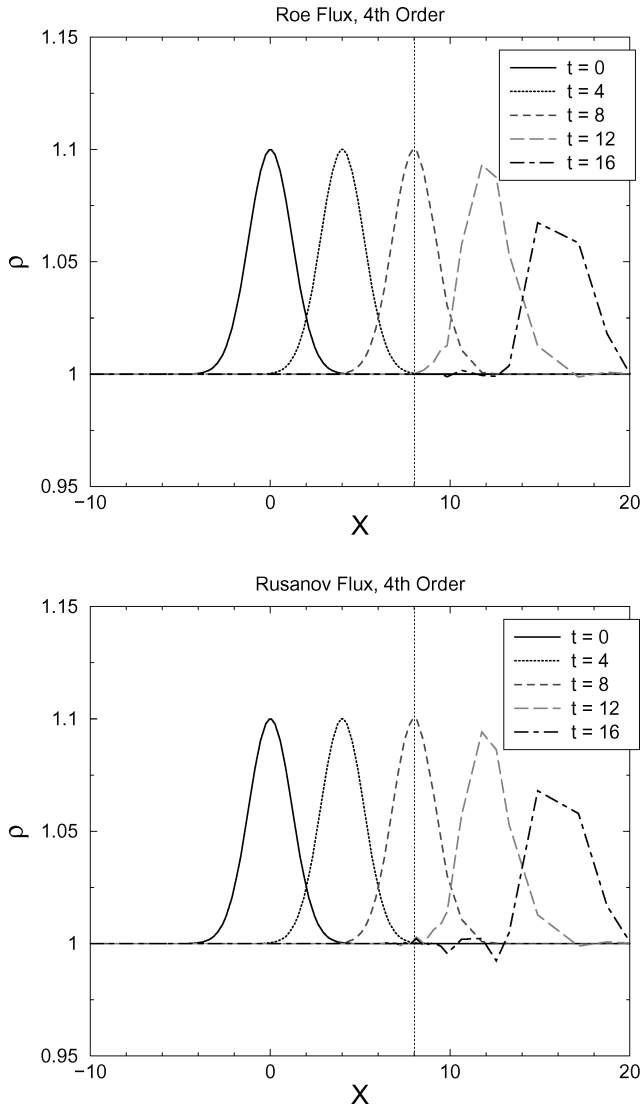 Roe Flux, 4th Order
1.15
t = 0
t = 4
t = 8
t = 12
t = 16
1.1
1.05
ρ
1
0.95
−10
0
10
20
X
Rusanov Flux, 4th Order
1.15
t = 0
t = 4
t = 8
t = 12
t = 16
1.1
1.05
ρ
1
0.95
−10
0
10
20
X